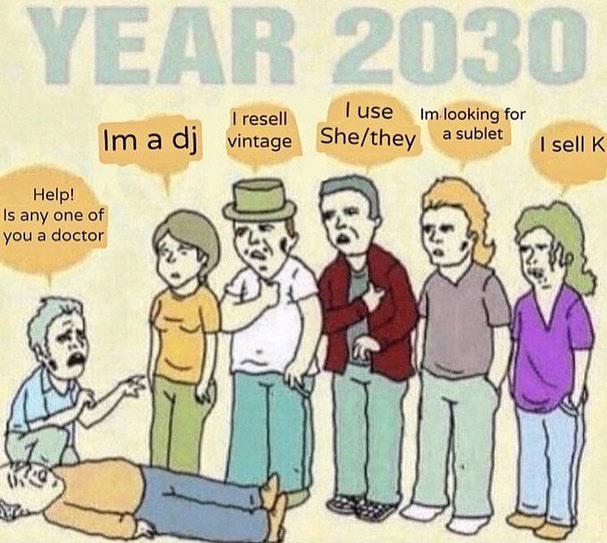 YEAR 2030
Help!
Is any one of
you a doctor
Im a dj
I resell
vintage
I use
She/they
Im looking for
a sublet
I sell K